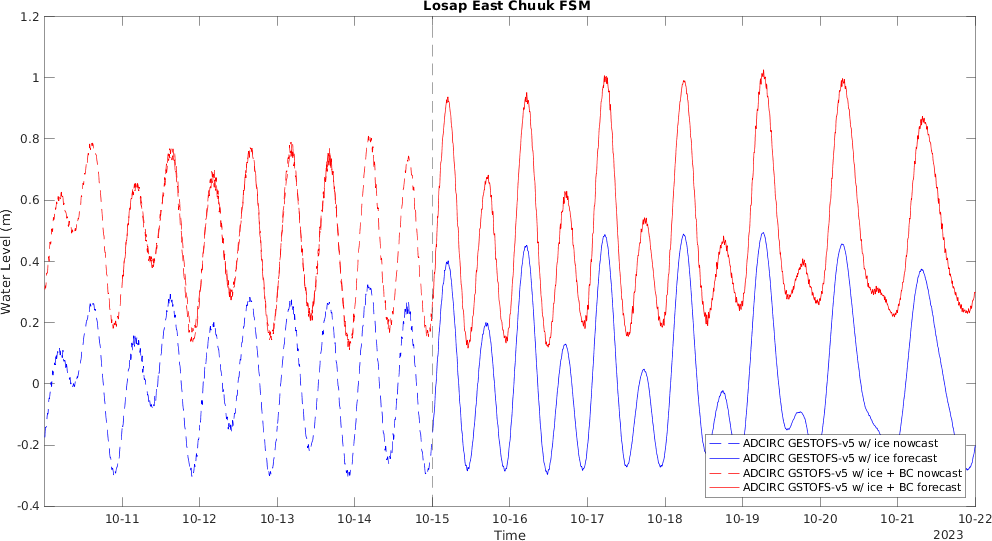 Losap East Chuuk FSM
Water Level (m)
1.2
1
0.8
0.6
0.4
0.2
0
-0.2
-0.4
ADCIRC GESTOFS-v5 w/ ice nowcast
ADCIRC GESTOFS-v5 w/ ice forecast
ADCIRC GSTOFS-v5 w/ ice + BC nowcast
ADCIRC GSTOFS-v5 w/ ice + BC forecast
10-11 10-12 10-13 10-14 10-15 10-16 10-17 10-18 10-19 10-20 10-21 10-22
Time
2023